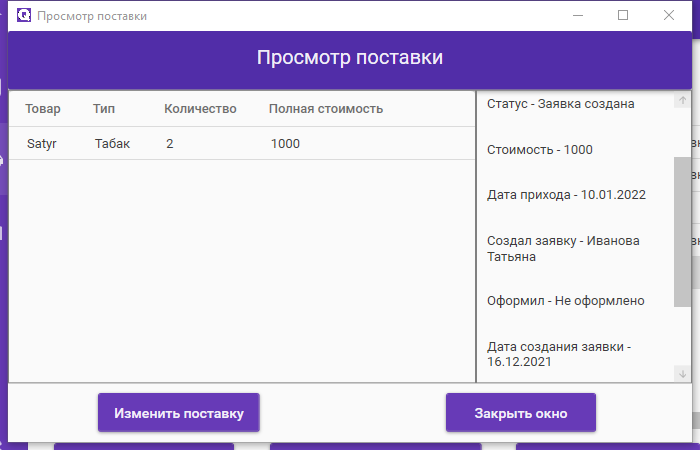 Просмотр поставки
Просмотр поставки
Товар Тип Количество Полная стоимость
Satyr Табак 2 1000
Статус - Заявка создана
Стоимость - 1000
Дата прихода - 10.01.2022
Создал заявку - Иванова
Татьяна
Оформил - Не оформлено
Дата создания заявки -
16.12.2021
Изменить поставку Закрыть окно